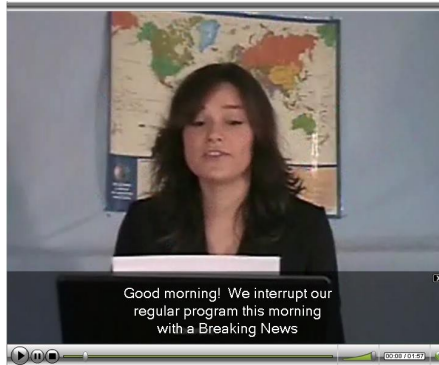 Good morning! We interrupt our
regular program this morning
with a Breaking News
00:08 / 01:57